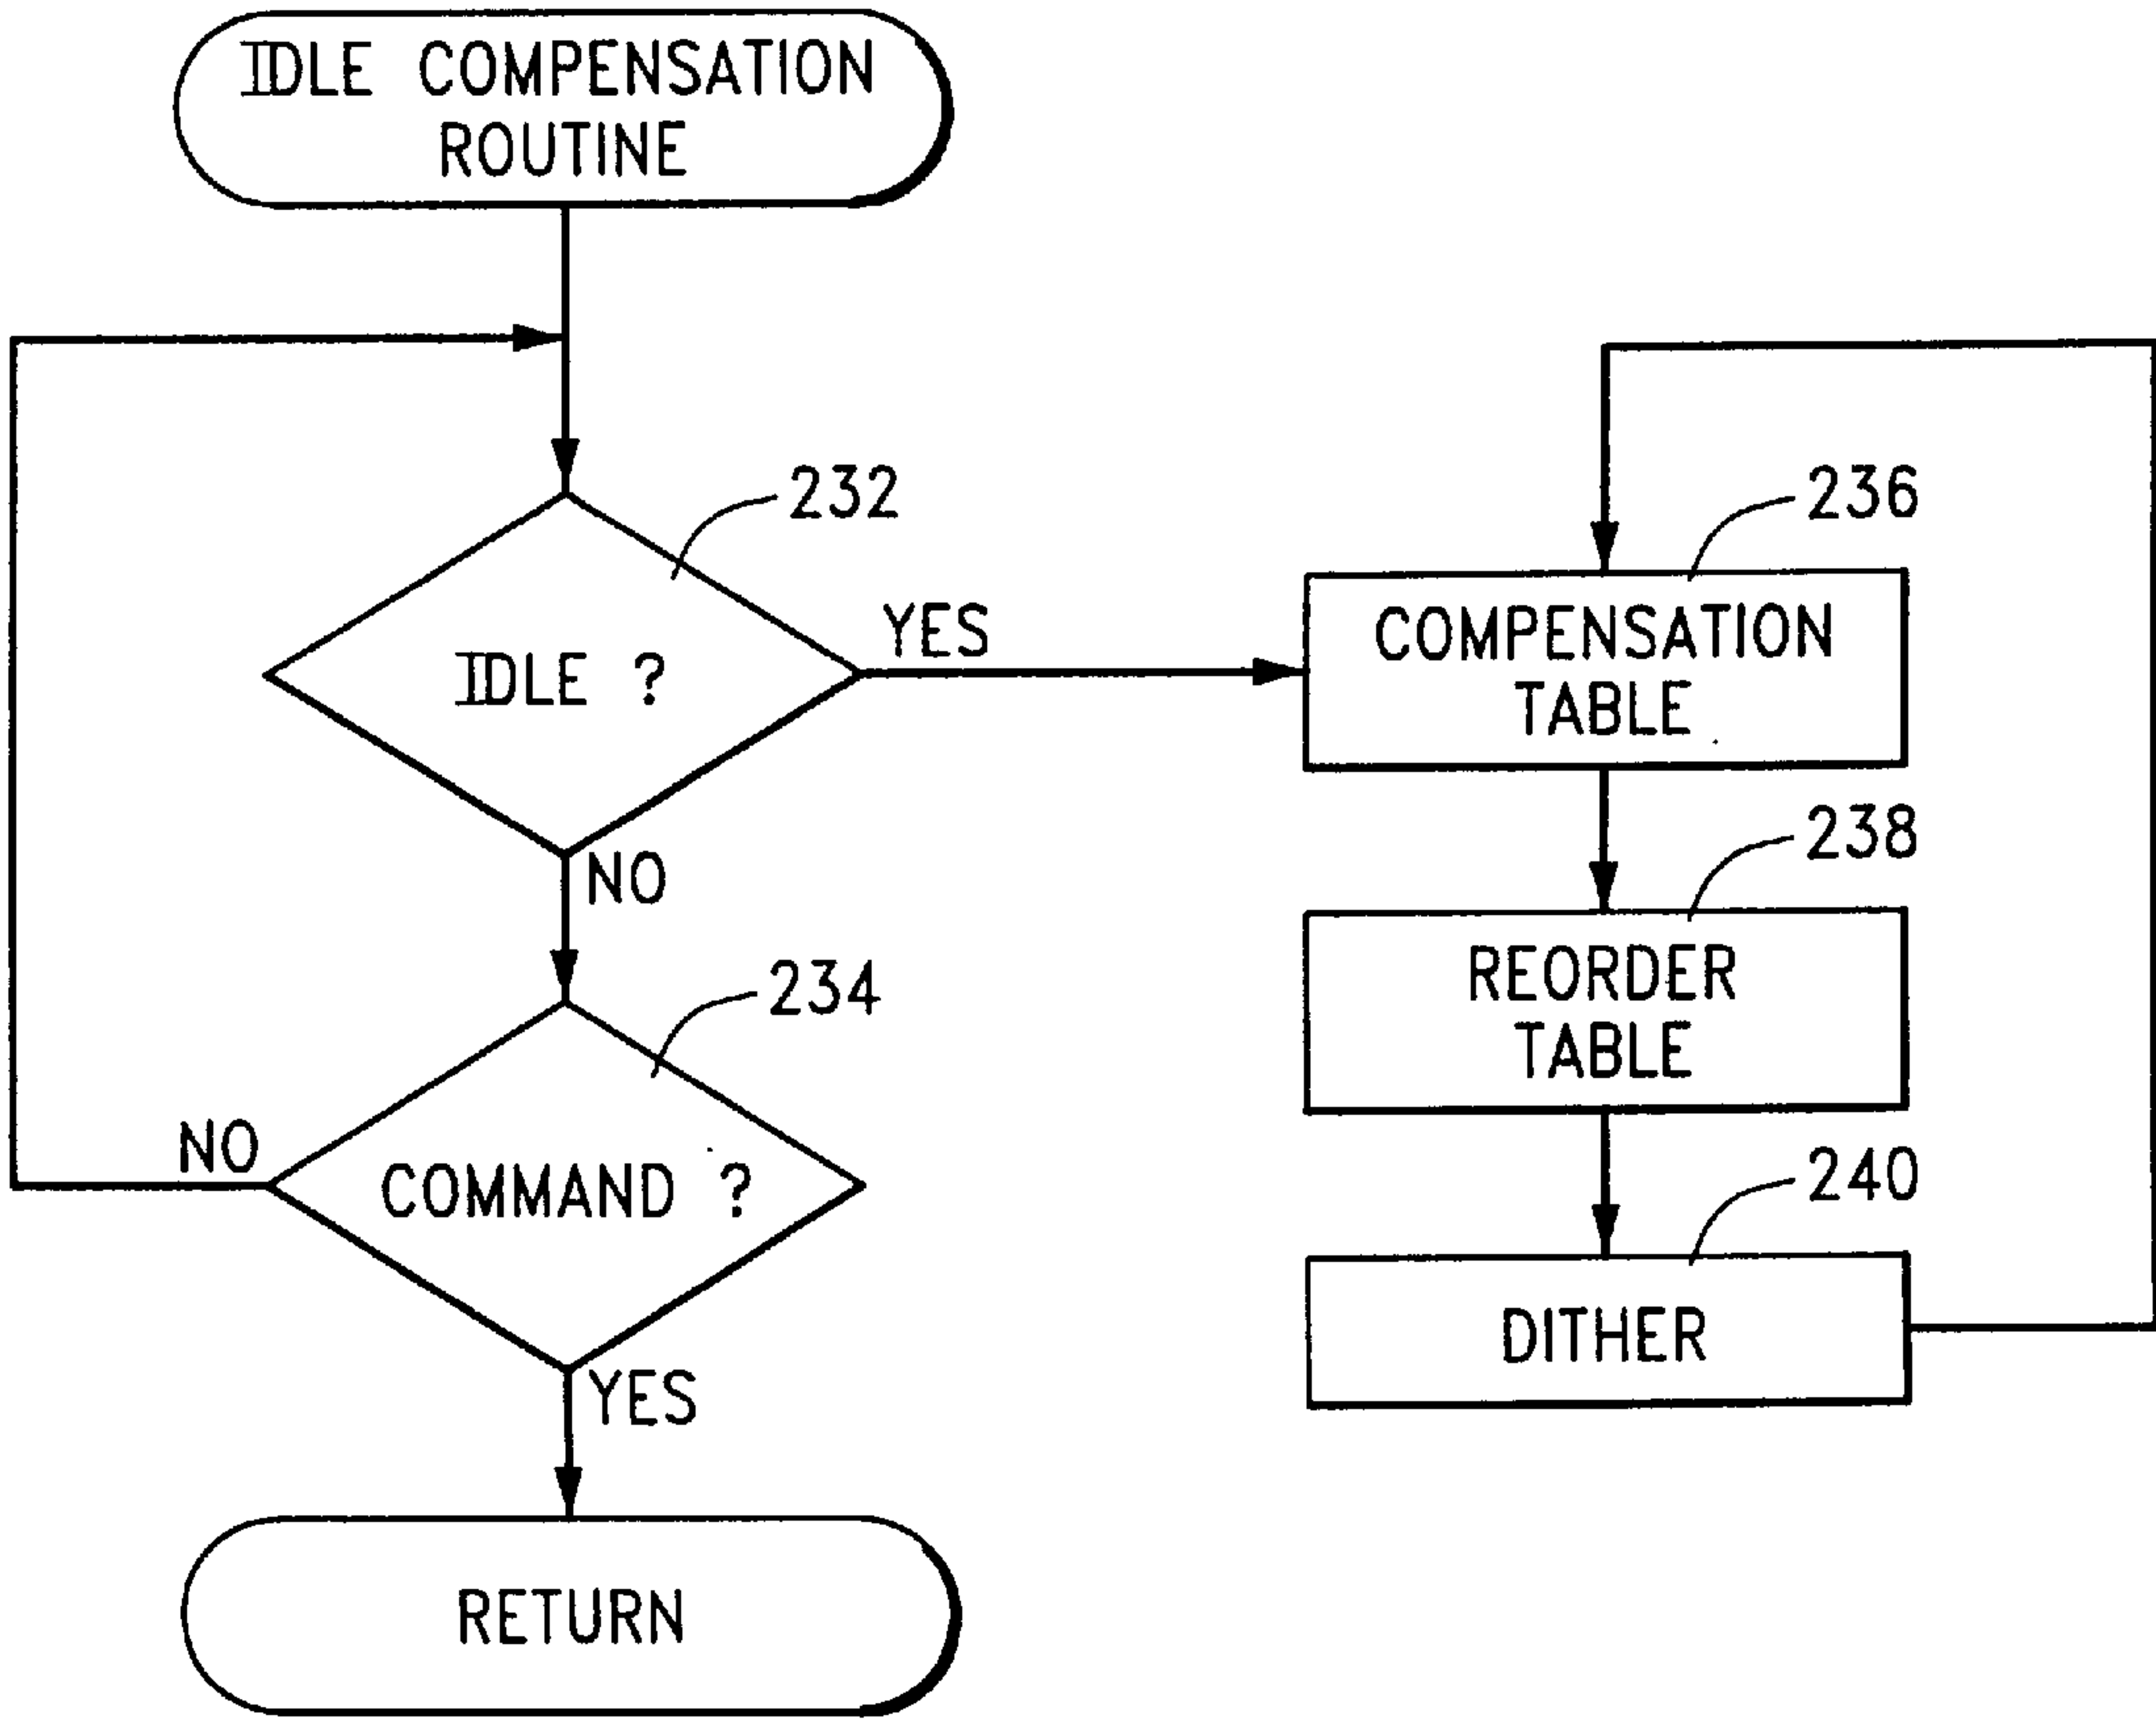 IDLE COMPENSATION
ROUTINE
232
IDLE ?
YES
NO
234
COMMAND ?
NO
YES
RETURN
236
COMPENSATION
TABLE
238
REORDER
TABLE
240
DITHER